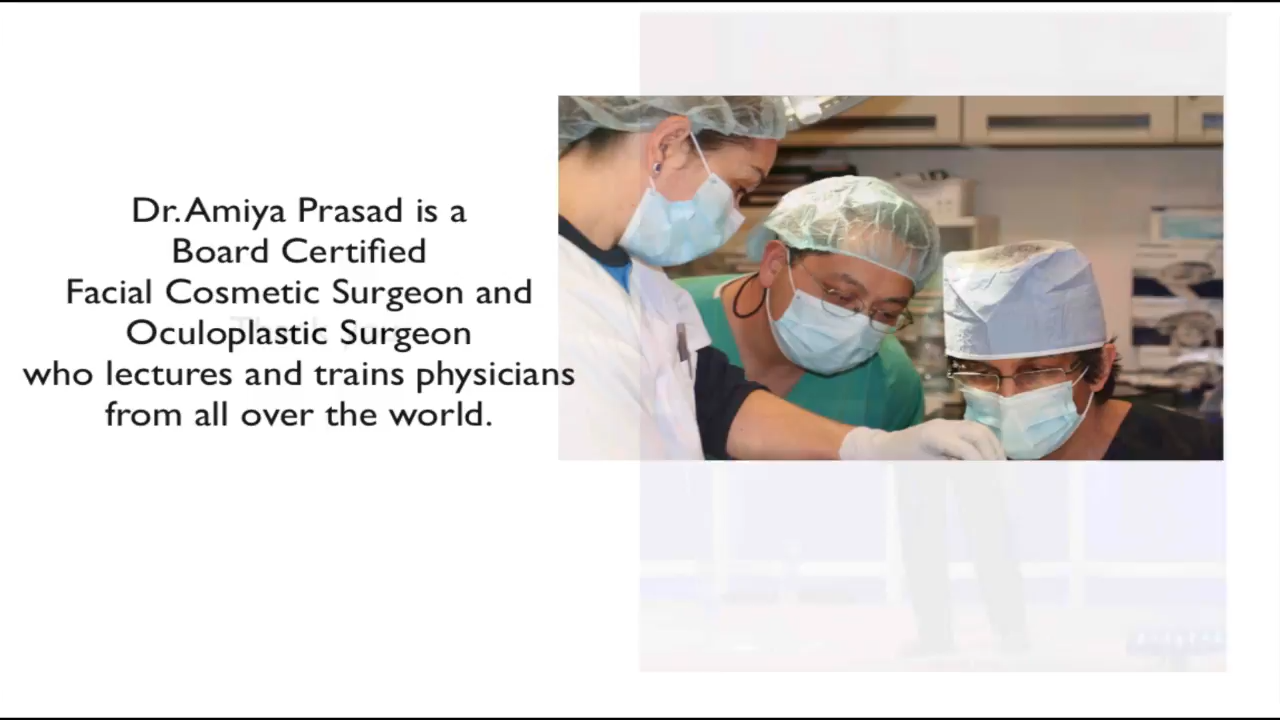 Dr. Amiya Prasad is a
Board Certified
Facial Cosmetic Surgeon and
Oculoplastic Surgeon
who lectures and trains physicians
from all over the world.